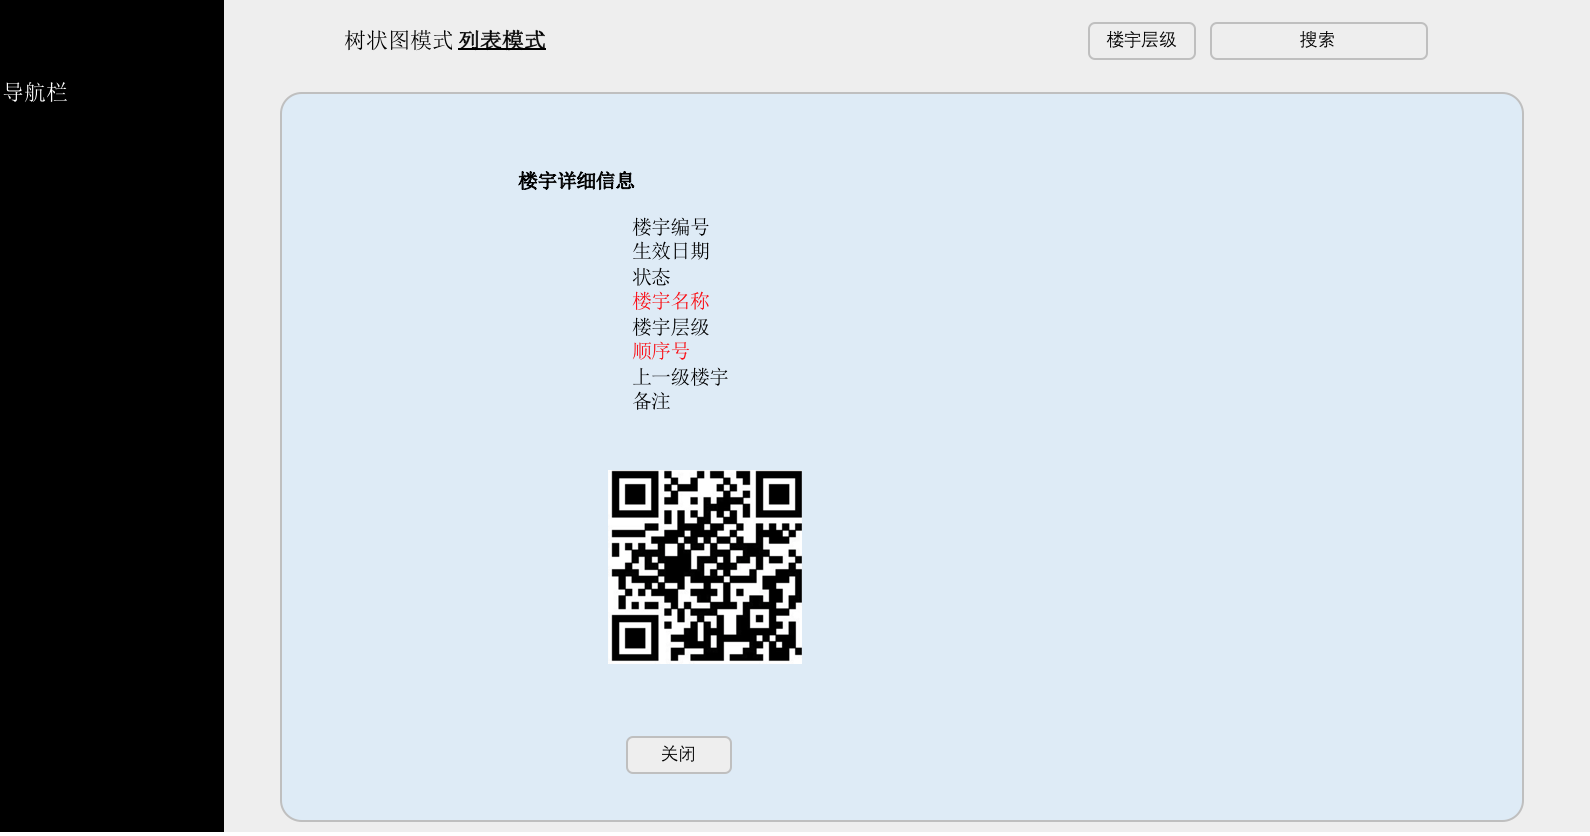 树状图模式 列表模式
楼宇层级
搜索
导航栏
楼宇详细信息
楼宇编号
生效日期
状态
楼宇名称
楼宇层级
顺序号
上一级楼宇
备注
关闭